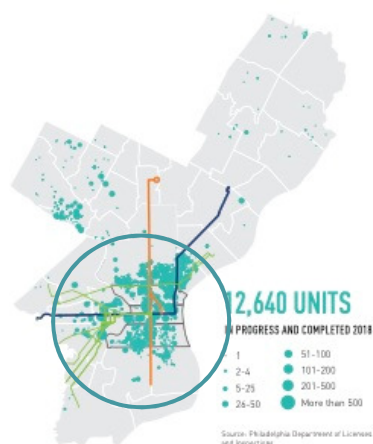 12,640 UNITS
IN PROGRESS AND COMPLETED 2018
1
2-4
5-25
26-50
51-100
101-200
201-500
More than 500
Source: Philadelphia Department of Licenses
and Inspections